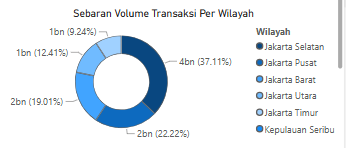 Sebaran Volume Transaksi Per Wilayah
1bn (9.24%)
1bn (12.41%)
2bn (19.01%)
4bn (37.11%)
2bn (22.22%)
Wilayah
Jakarta Selatan
Jakarta Pusat
Jakarta Barat
Jakarta Utara
Jakarta Timur
Kepulauan Seribu